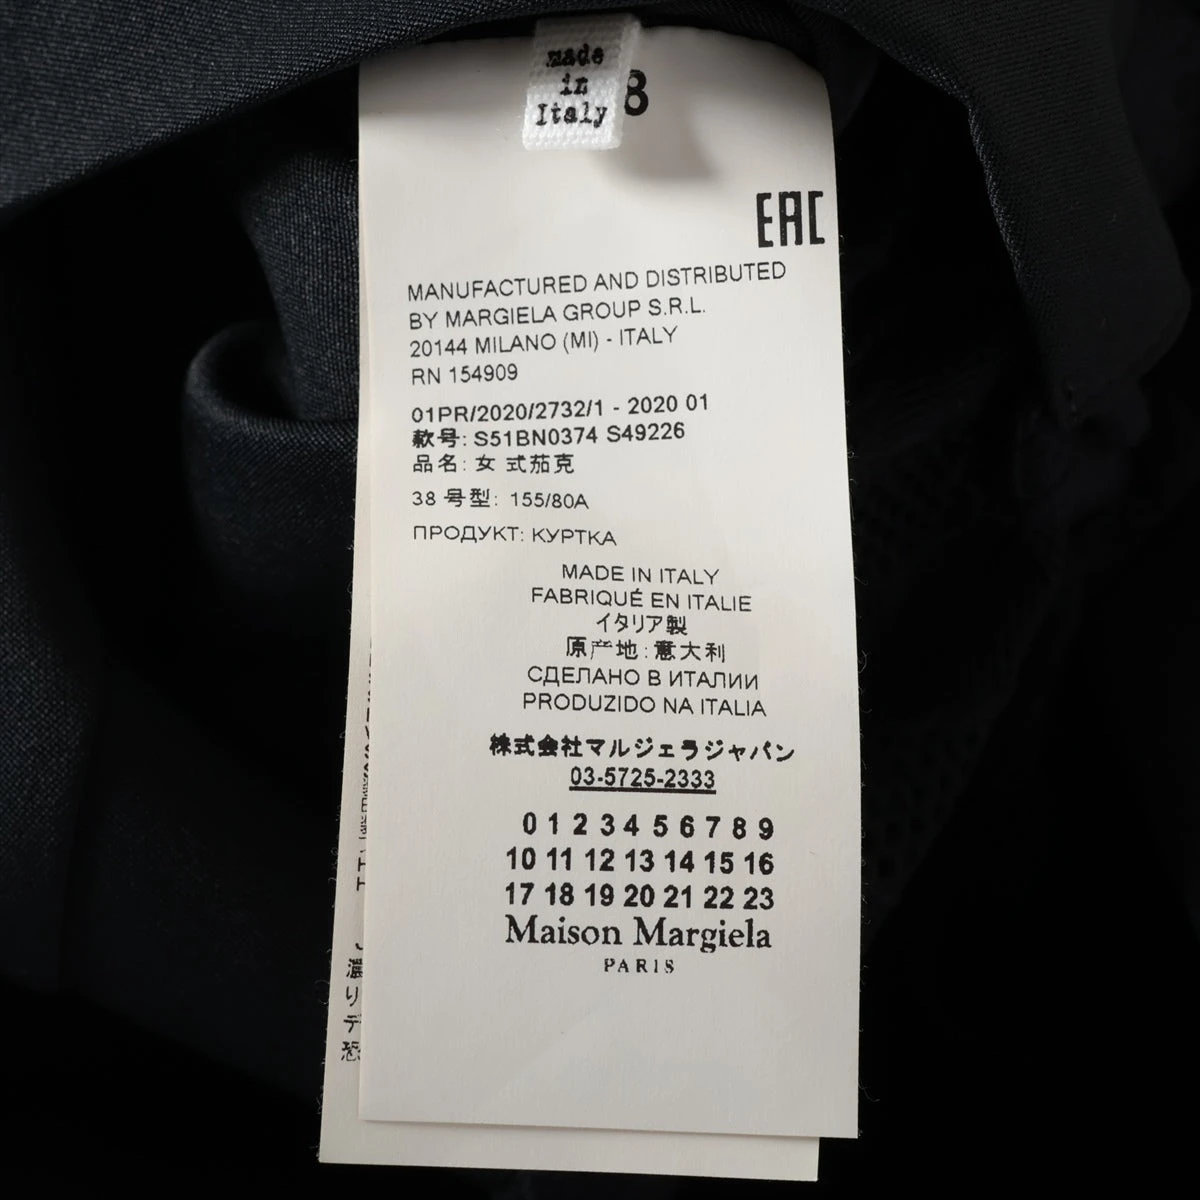 made
in
Italy
8
EAC
MANUFACTURED AND DISTRIBUTED
BY MARGIELA GROUP S.R.L.
20144 MILANO (MI) - ITALY
RN 154909
01PR/2020/2732/1 - 2020 01
款号: S51BN0374 S49226
品名: 女 式茄克
38 号型: 155/80A
ПРОДУКТ: КУРТКА
MADE IN ITALY
FABRIQUÉ EN ITALIE
イタリア製
原产地: 意大利
СДЕЛАНО В ИТАЛИИ
PRODUZIDO NA ITALIA
株式会社マルジェラジャパン
03-5725-2333
0 1 2 3 4 5 6 7 8 9
10 11 12 13 14 15 16
17 18 19 20 21 22 23
Maison Margiela
PARIS
濃
り
デ
恐